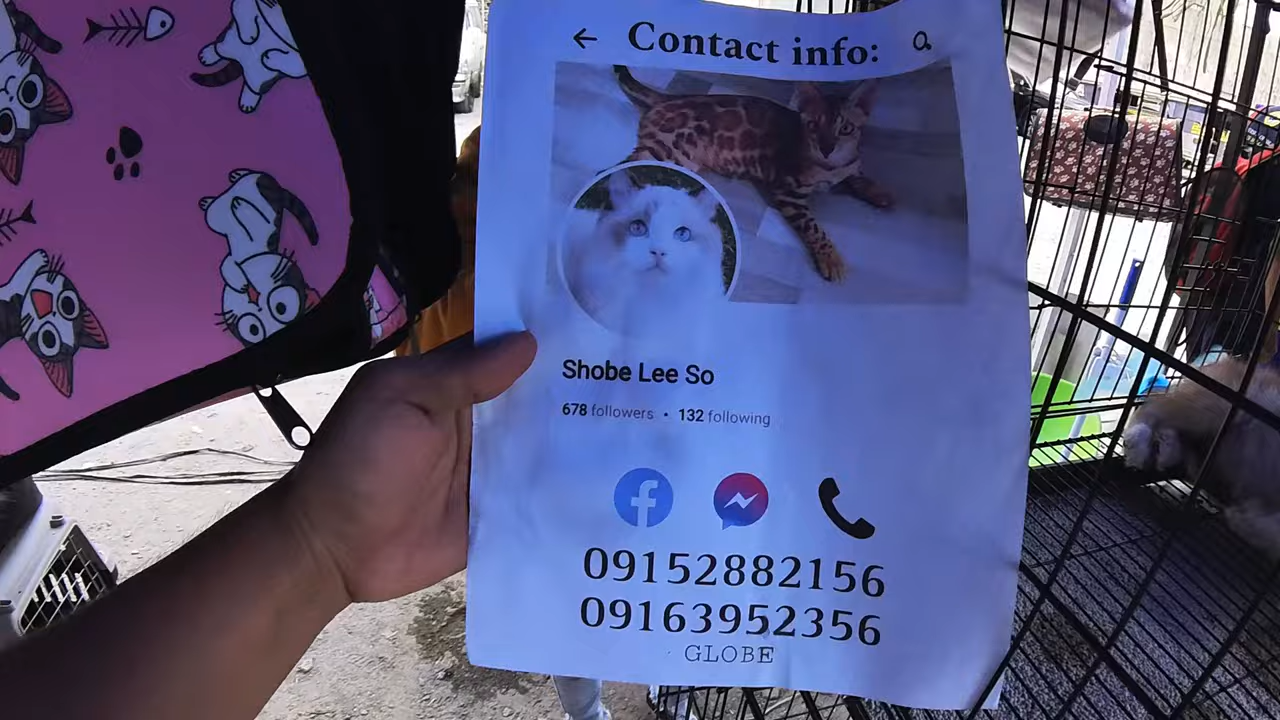 Contact info:
Shobe Lee So
678 followers • 132 following
09152882156
09163952356
GLOBE